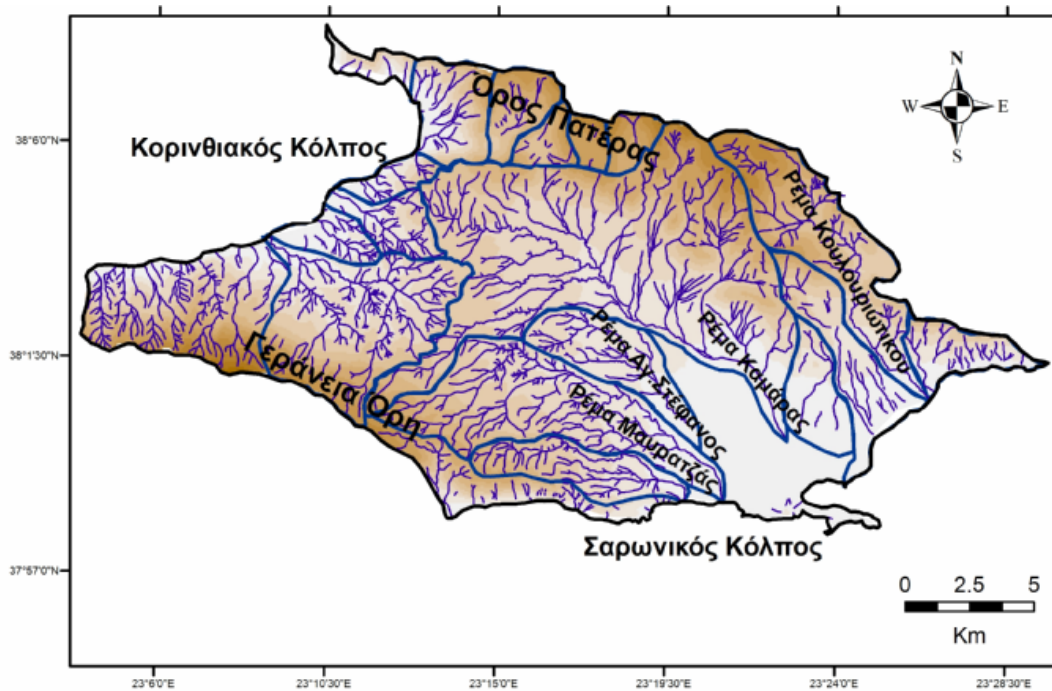 N
W E
S
38°6'0"N
38°1'30"N
37°57'0"N
Όρος Πατέρας
Κορινθιακός Κόλπος
Ρέμα Κουλουριώτικου
Γεράνεια Όρη
Ρέμα Αγ.Στεφανος
Ρέμα Καμάρας
Ρέμα Μαυρατζάς
Σαρωνικός Κόλπος
0 2.5 5
Km
23°6'0"E 23°10'30"E 23°15'0"E 23°19'30"E 23°24'0"E 23°28'30"E